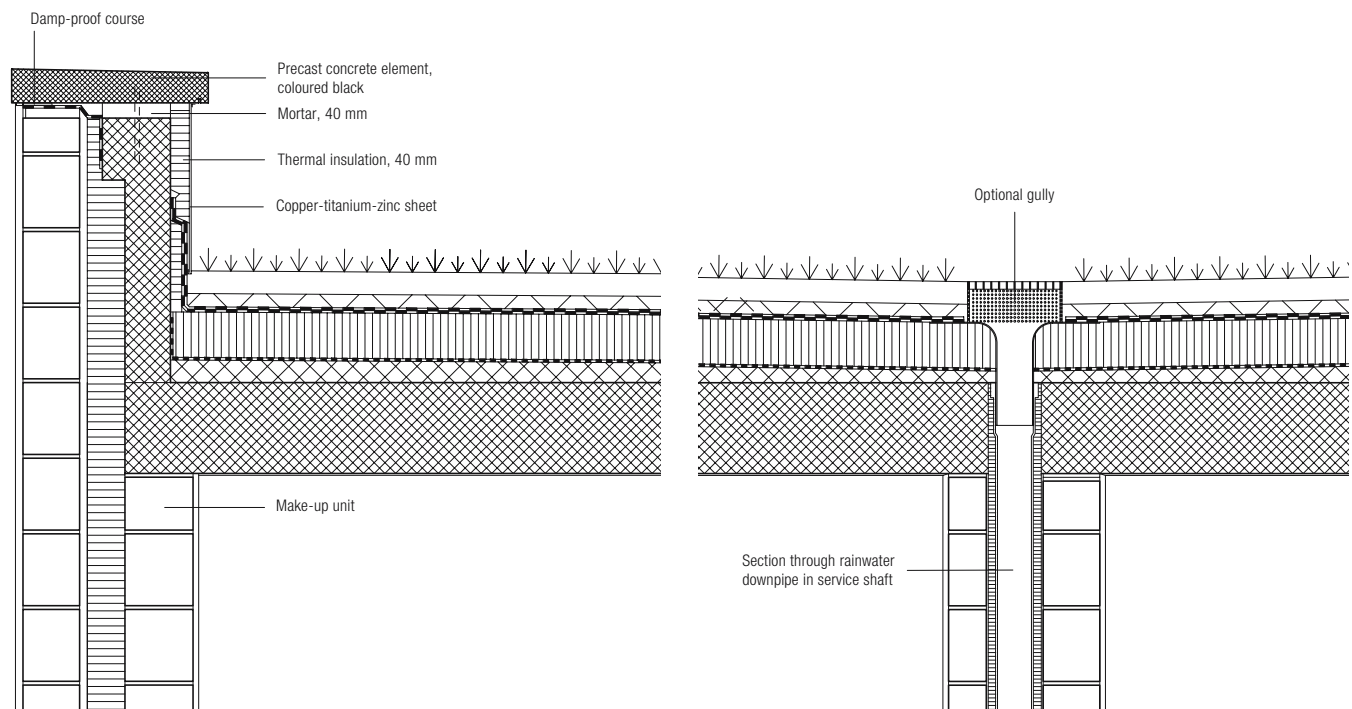 Damp-proof course
Precast concrete element,
coloured black
Mortar, 40 mm
Thermal insulation, 40 mm
Copper-titanium-zinc sheet
Make-up unit
Optional gully
Section through rainwater
downpipe in service shaft